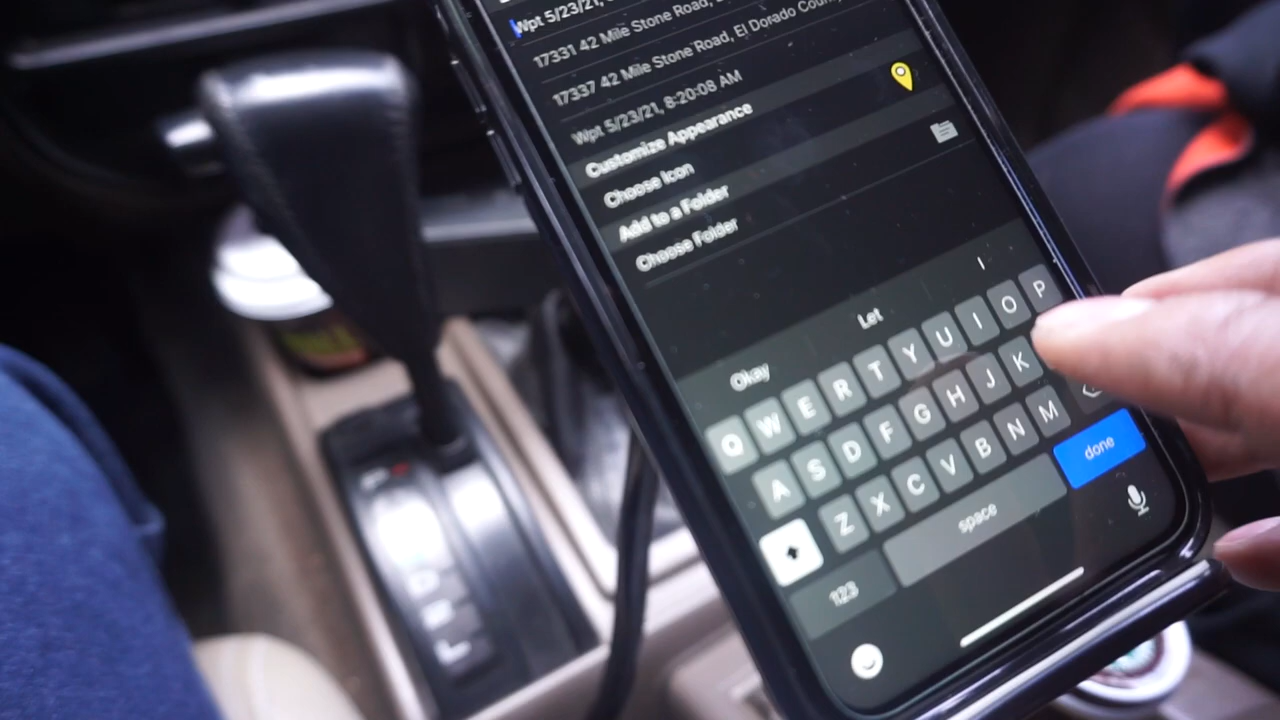 Wpt 5/23/21,
17331 42 Mile Stone Road,
17337 42 Mile Stone Road, El Dorado County
Wpt 5/23/21, 8:20:08 AM
Customize Appearance
Choose Icon
Add to a Folder
Choose Folder
Okay Let I
Q W E R T Y U I O P
A S D F G H J K
Z X C V B N M
123 space done